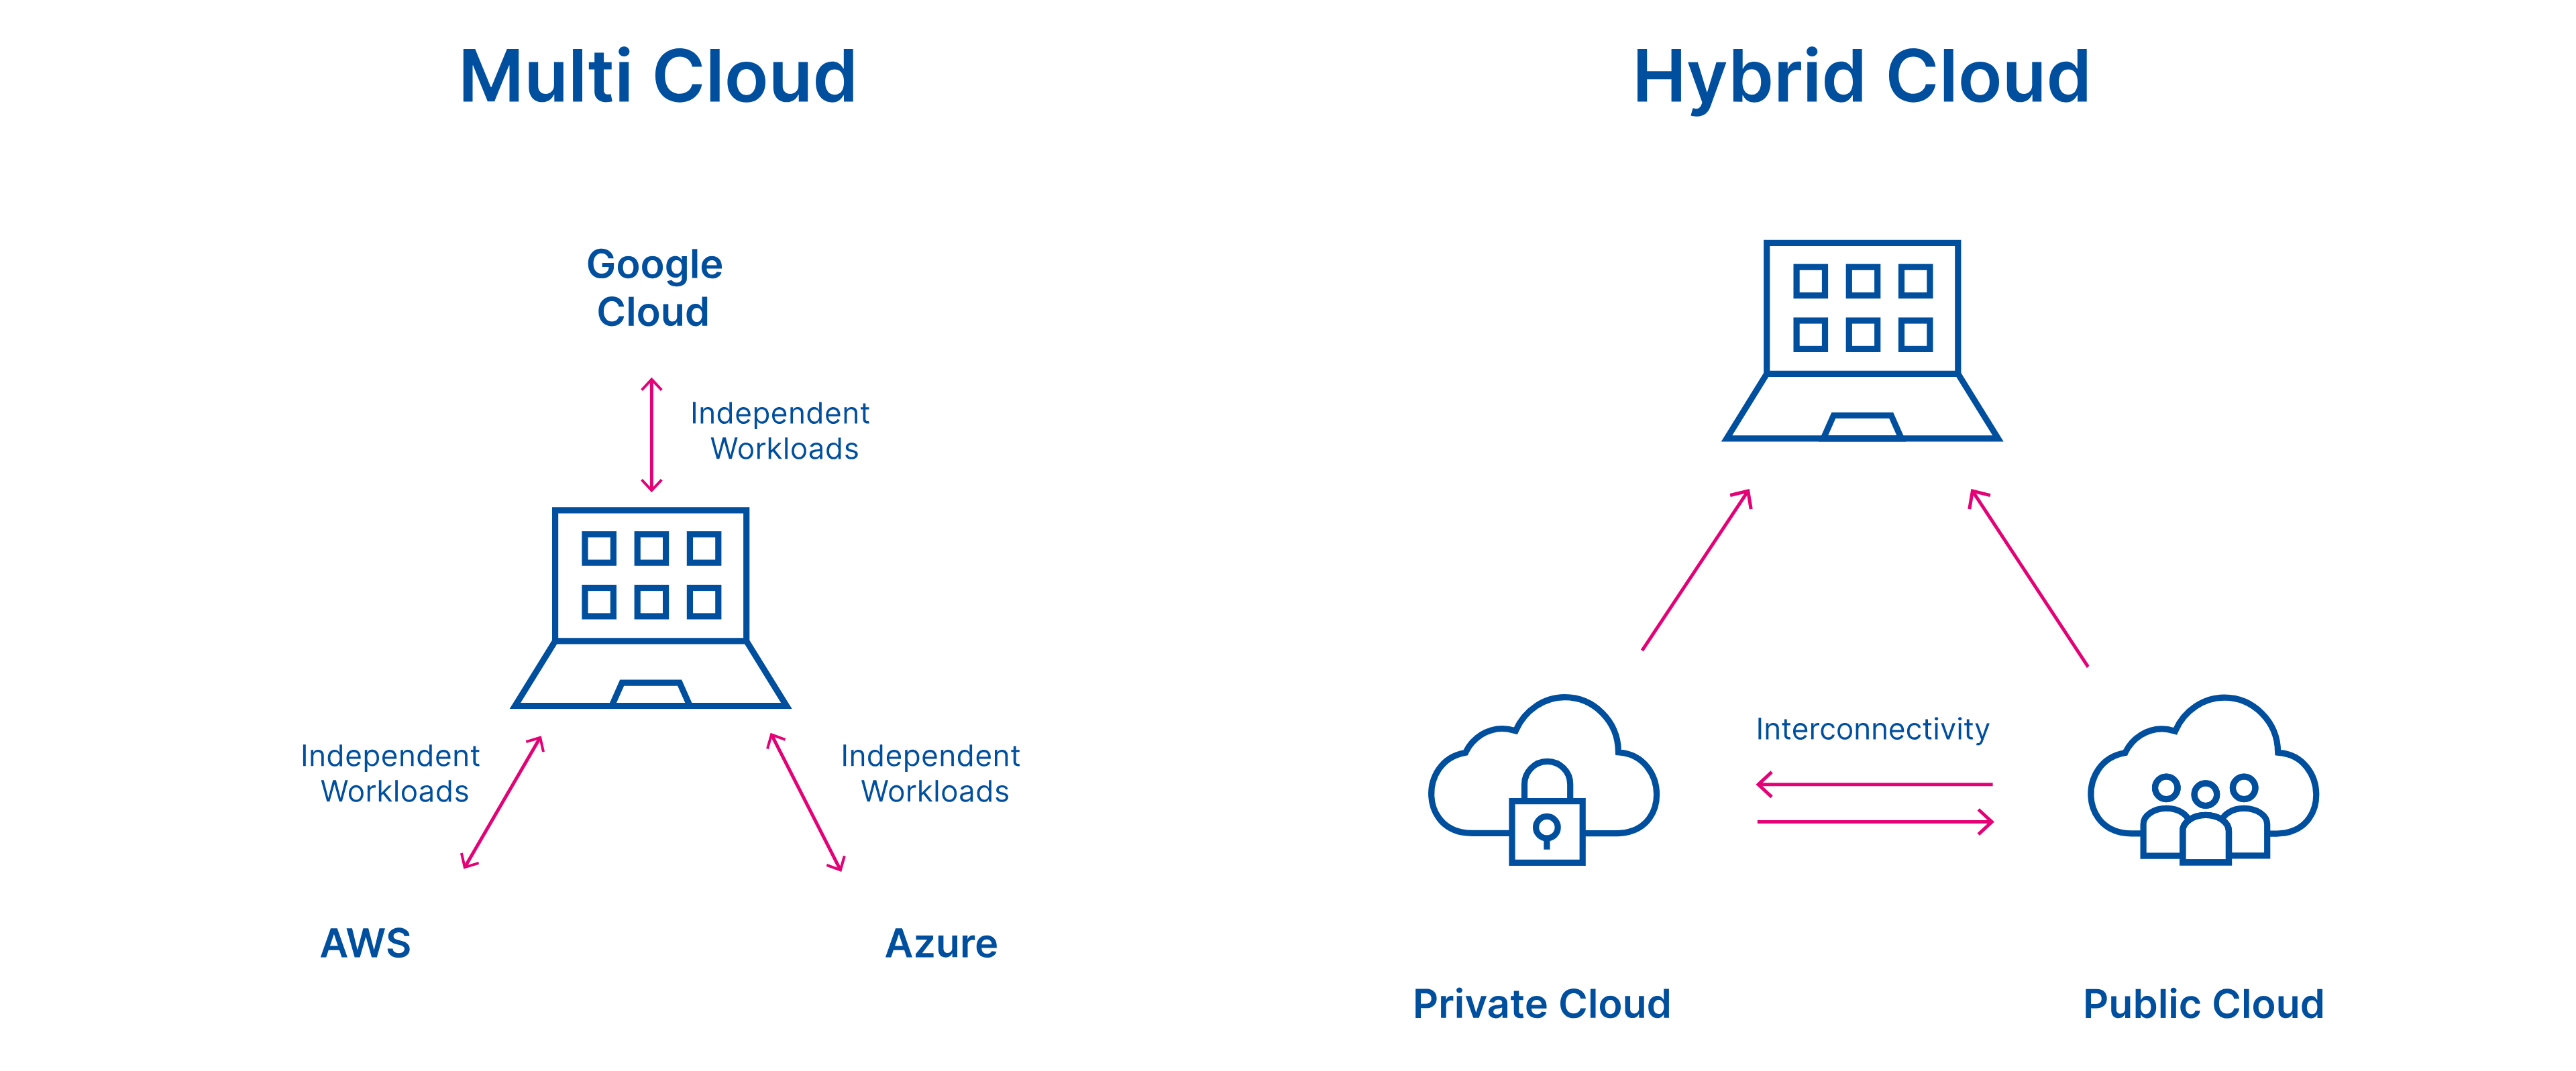 Multi Cloud
Google
Cloud
Independent
Workloads
Independent
Workloads
Independent
Workloads
AWS
Azure
Hybrid Cloud
Interconnectivity
Private Cloud
Public Cloud